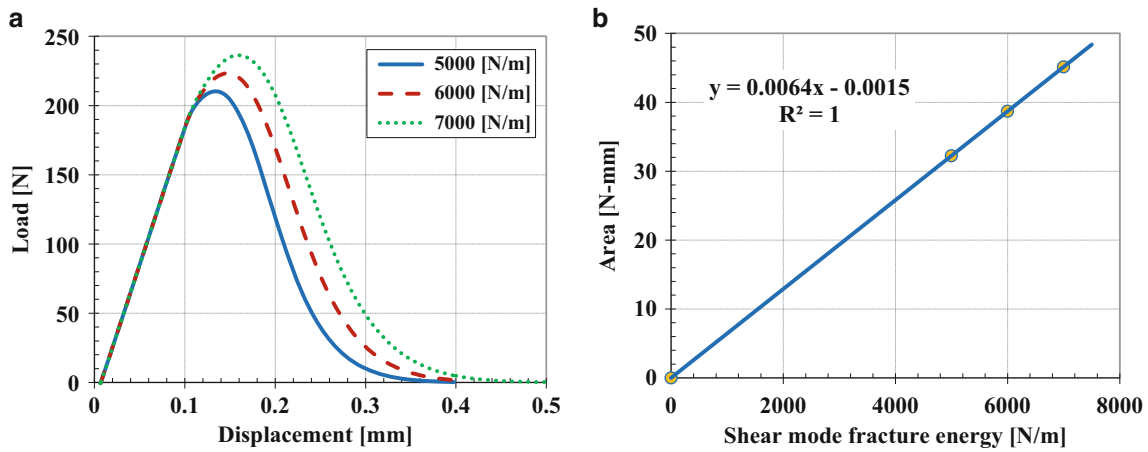 a
250
200
150
100
50
0
Load [N]
0
0.1
0.2
0.3
0.4
0.5
Displacement [mm]
5000 [N/m]
6000 [N/m]
7000 [N/m]
b
50
40
30
20
10
0
Area [N-mm]
y = 0.0064x - 0.0015
R² = 1
0
2000
4000
6000
8000
Shear mode fracture energy [N/m]